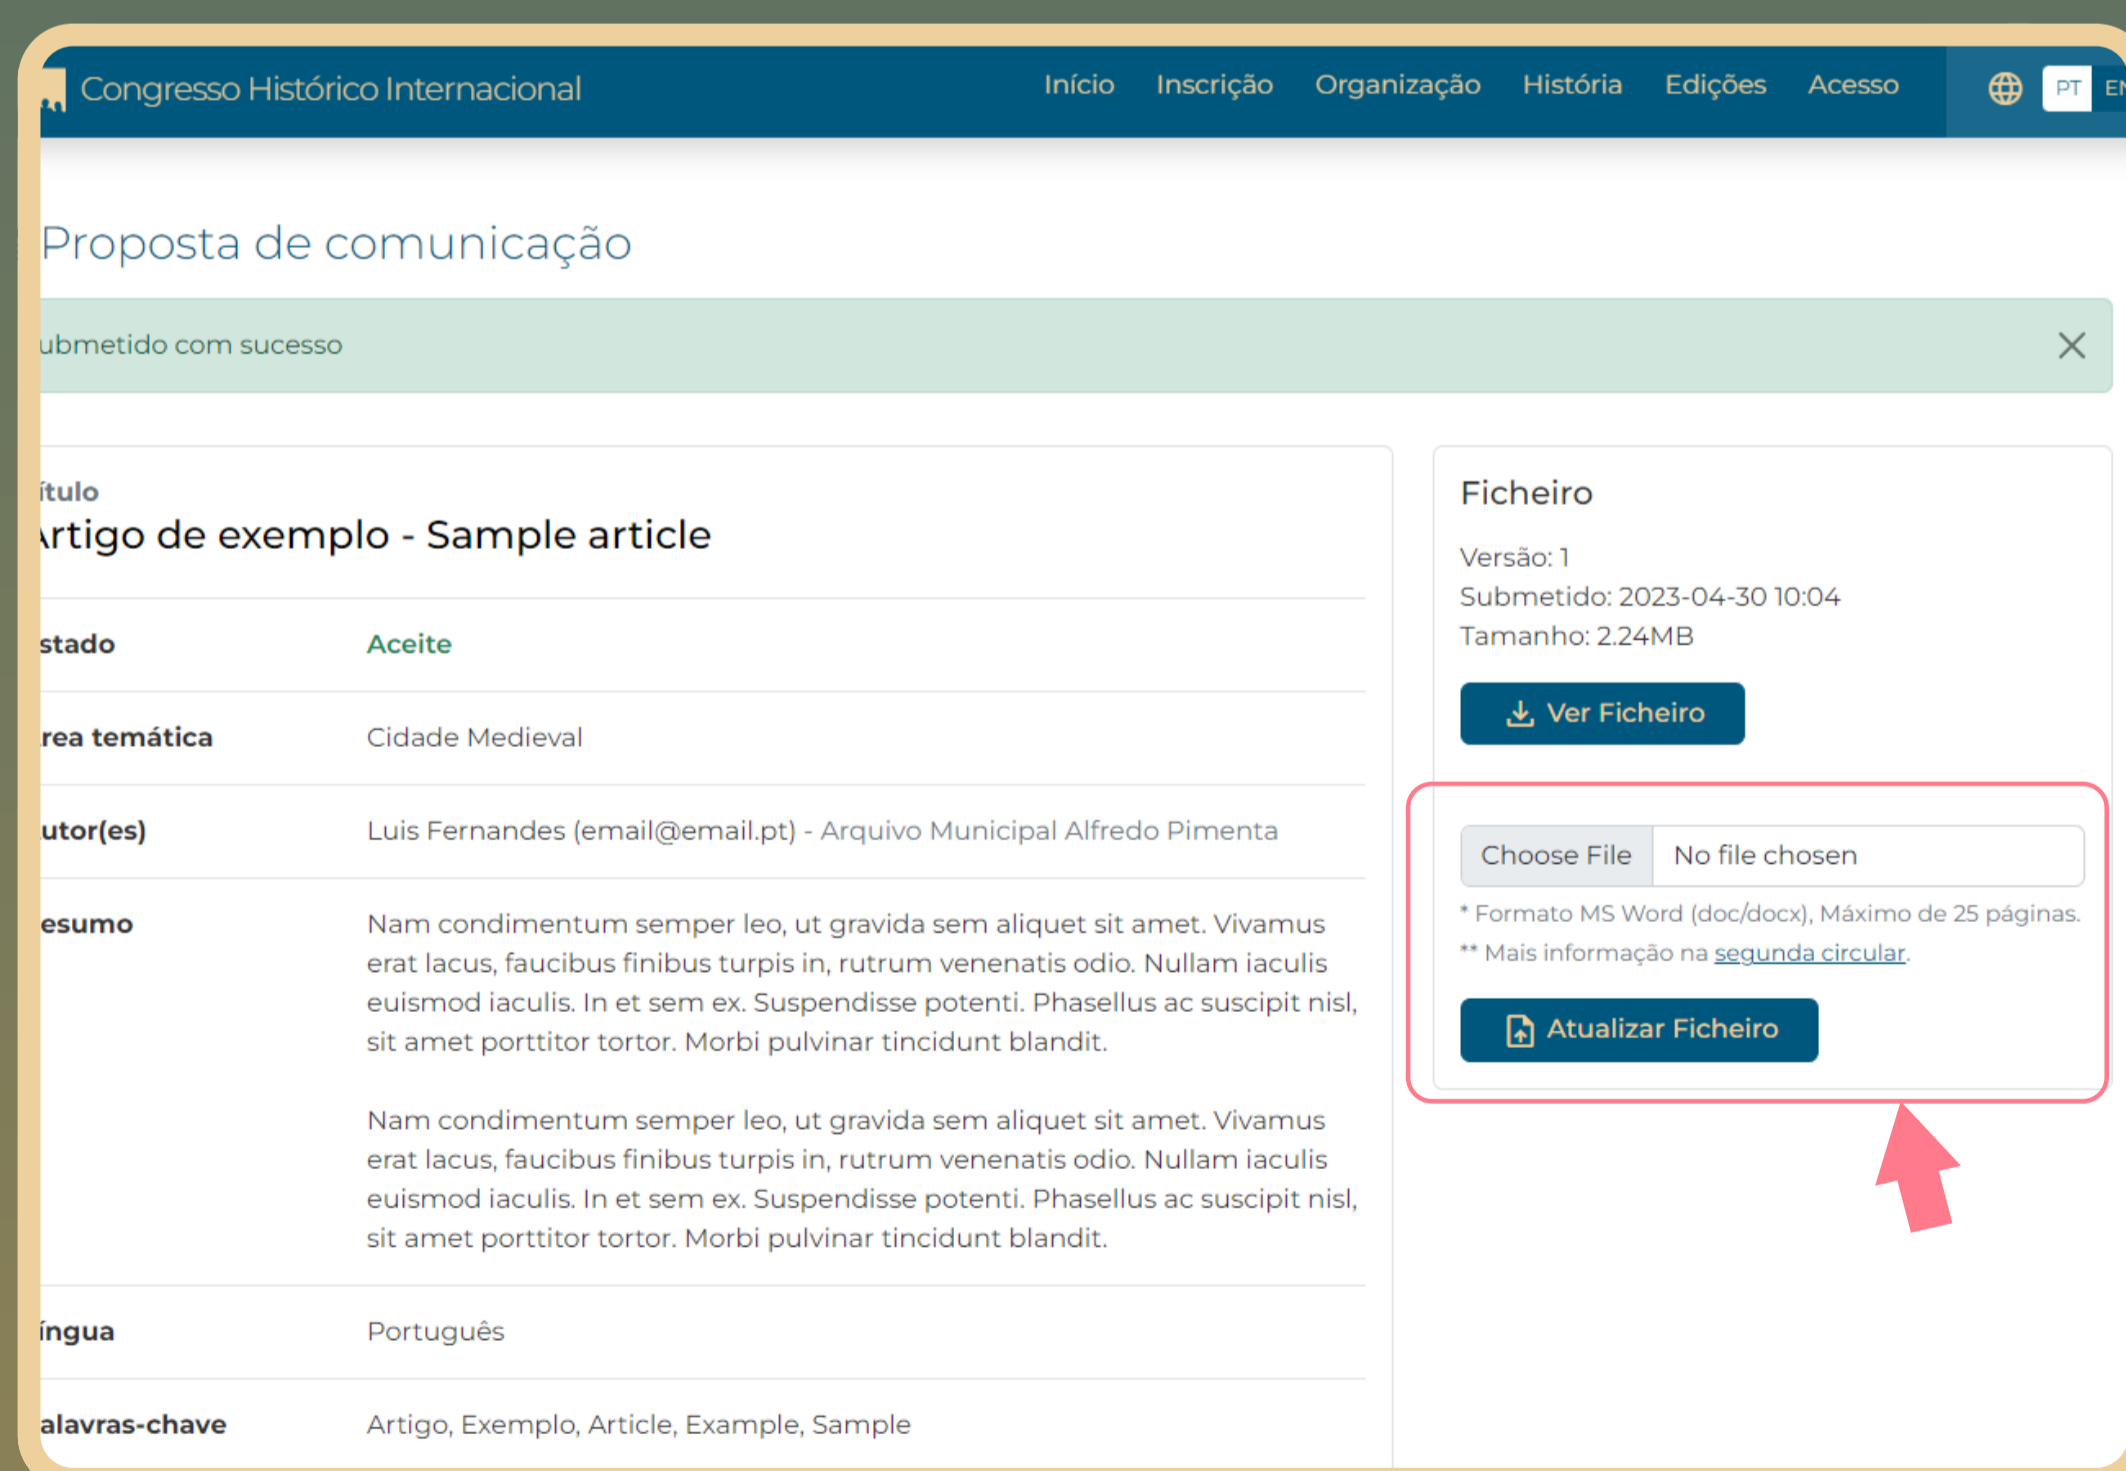 Congresso Histórico Internacional
Início Inscrição Organização História Edições Acesso PT EN
Proposta de comunicação
ubmetido com sucesso
ítulo
Artigo de exemplo - Sample article
stado Aceite
rea temática Cidade Medieval
utor(es) Luis Fernandes (email@email.pt) - Arquivo Municipal Alfredo Pimenta
esumo Nam condimentum semper leo, ut gravida sem aliquet sit amet. Vivamus
erat lacus, faucibus finibus turpis in, rutrum venenatis odio. Nullam iaculis
euismod iaculis. In et sem ex. Suspendisse potenti. Phasellus ac suscipit nisl,
sit amet porttitor tortor. Morbi pulvinar tincidunt blandit.
Nam condimentum semper leo, ut gravida sem aliquet sit amet. Vivamus
erat lacus, faucibus finibus turpis in, rutrum venenatis odio. Nullam iaculis
euismod iaculis. In et sem ex. Suspendisse potenti. Phasellus ac suscipit nisl,
sit amet porttitor tortor. Morbi pulvinar tincidunt blandit.
íngua Português
alavras-chave Artigo, Exemplo, Article, Example, Sample
Ficheiro
Versão: 1
Submetido: 2023-04-30 10:04
Tamanho: 2.24MB
Ver Ficheiro
Choose File No file chosen
* Formato MS Word (doc/docx), Máximo de 25 páginas.
** Mais informação na segunda circular.
Atualizar Ficheiro